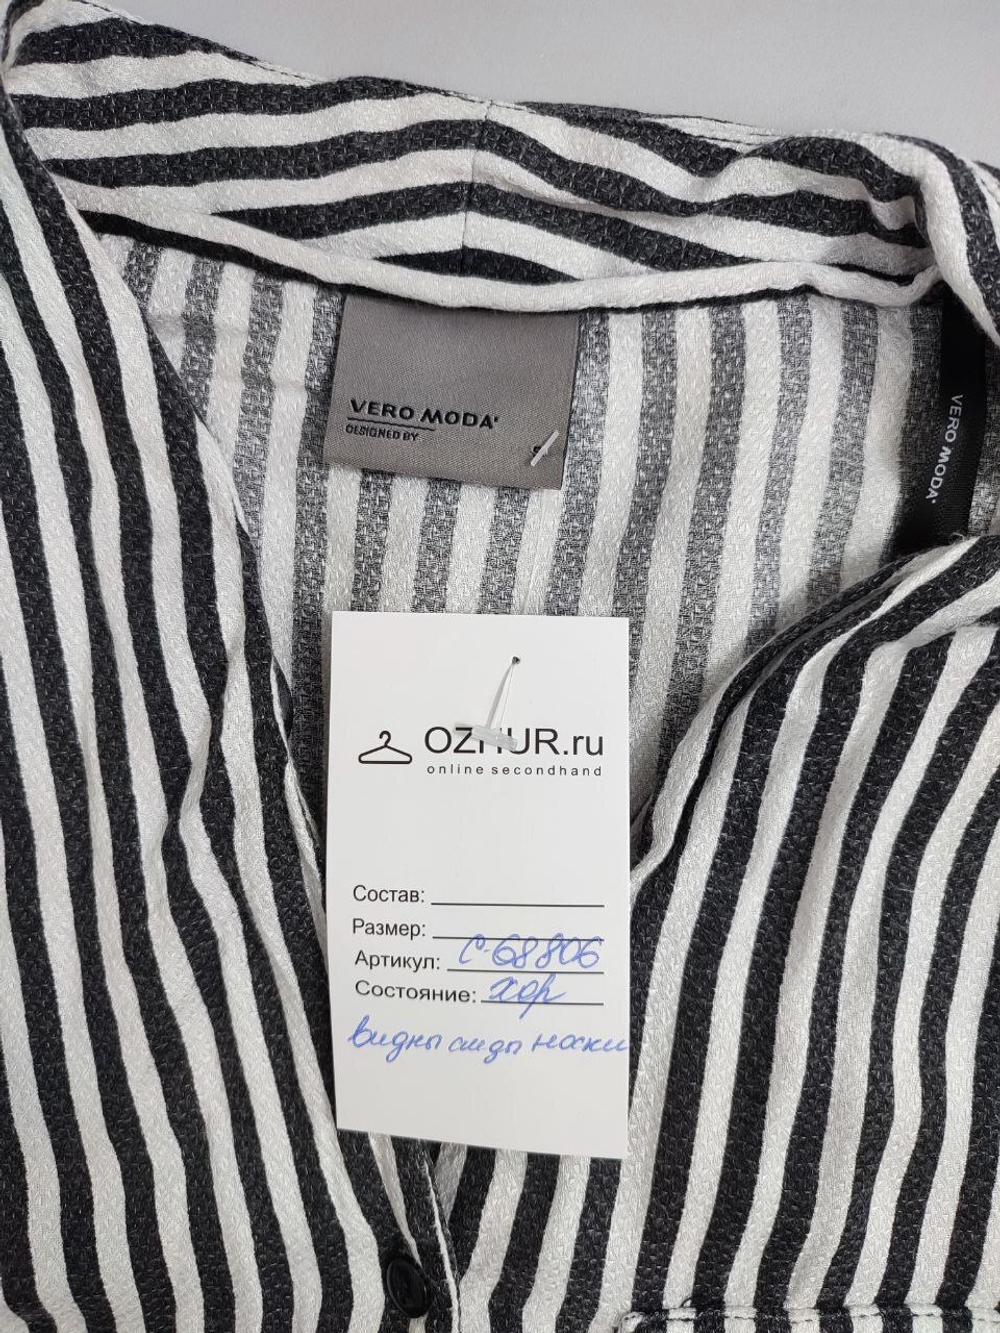 VERO MODA
DESIGNED BY
VERO MODA
OZHUR.ru
online secondhand
Состав:
Размер:
Артикул: С-68806
Состояние: хор
видны следы носки